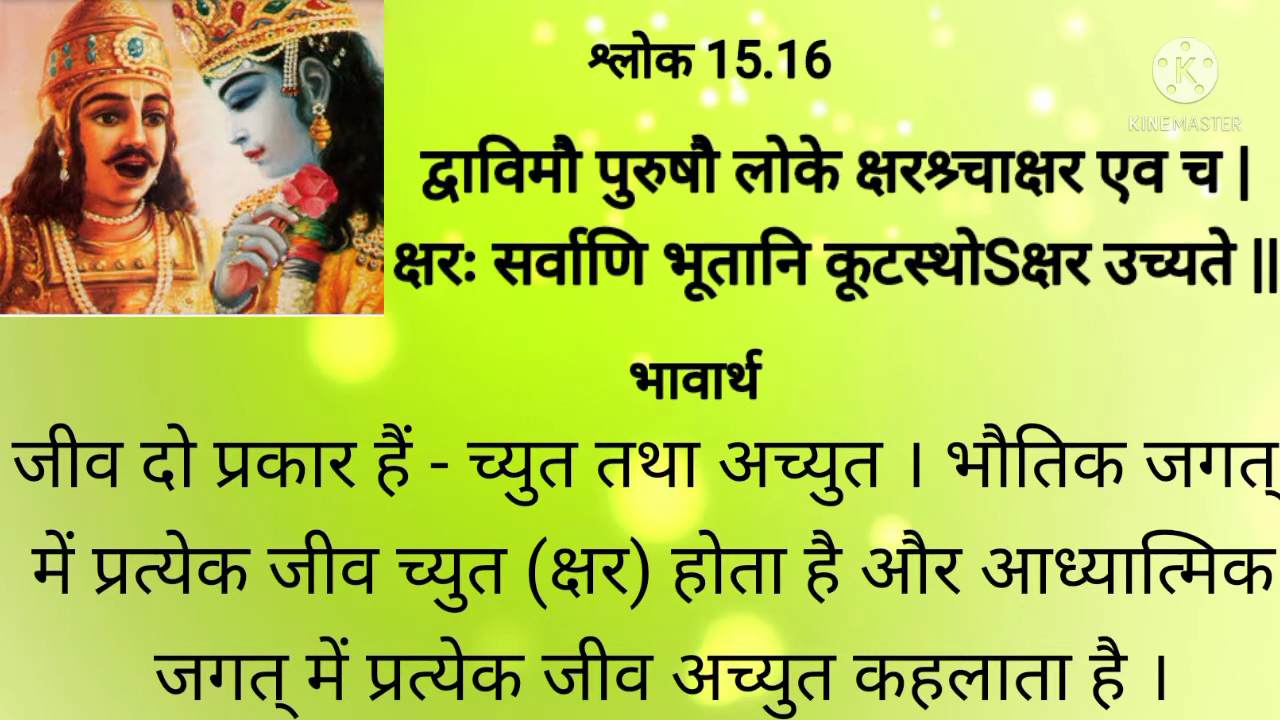 श्लोक 15.16
KINEMASTER
द्वाविमौ पुरुषौ लोके क्षरश्र्चाक्षर एव च |
क्षरः सर्वाणि भूतानि कूटस्थोSक्षर उच्यते ||
भावार्थ
जीव दो प्रकार हैं - च्युत तथा अच्युत । भौतिक जगत्
में प्रत्येक जीव च्युत (क्षर) होता है और आध्यात्मिक
जगत् में प्रत्येक जीव अच्युत कहलाता है ।